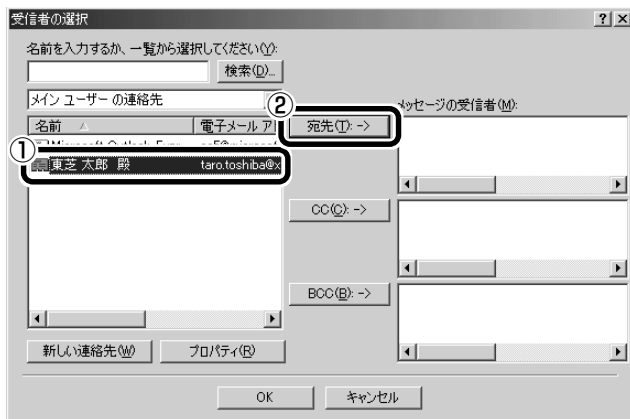 受信者の選択
? ×
名前を入力するか、一覧から選択してください(Y):
検索(D)...
メイン ユーザー の連絡先
②
メッセージの受信者(M):
名前 電子メール ア
宛先(T): ->
①
東芝 太郎 殿 taro.toshiba@x
CC(C): ->
BCC(B): ->
新しい連絡先(W) プロパティ(R)
OK キャンセル